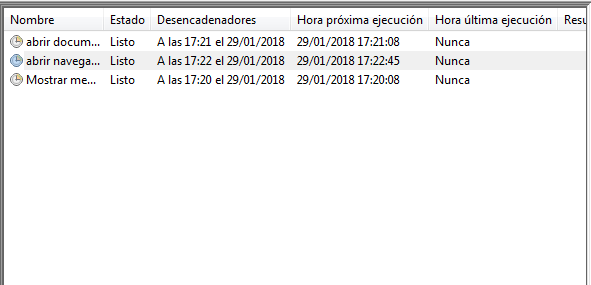 Nombre Estado Desencadenadores Hora próxima ejecución Hora última ejecución Resu
abrir docum... Listo A las 17:21 el 29/01/2018 29/01/2018 17:21:08 Nunca
abrir navega... Listo A las 17:22 el 29/01/2018 29/01/2018 17:22:45 Nunca
Mostrar me... Listo A las 17:20 el 29/01/2018 29/01/2018 17:20:08 Nunca